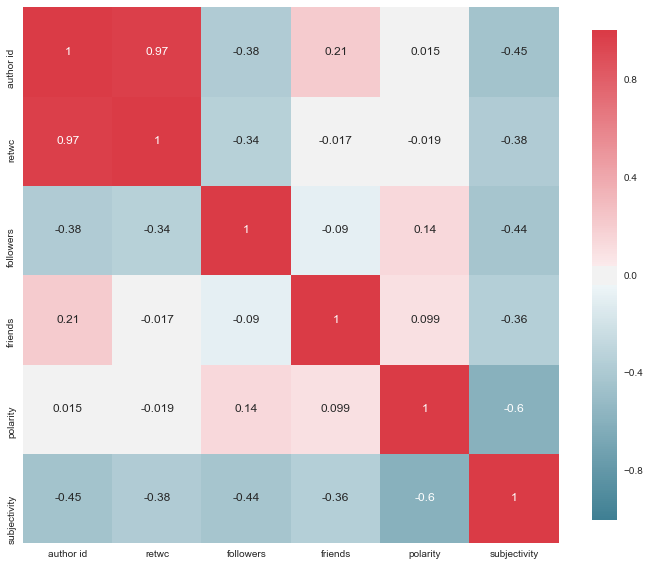 author id 1 0.97 -0.38 0.21 0.015 -0.45
retwc 0.97 1 -0.34 -0.017 -0.019 -0.38
followers -0.38 -0.34 1 -0.09 0.14 -0.44
friends 0.21 -0.017 -0.09 1 0.099 -0.36
polarity 0.015 -0.019 0.14 0.099 1 -0.6
subjectivity -0.45 -0.38 -0.44 -0.36 -0.6 1
author id retwc followers friends polarity subjectivity
0.8
0.4
0.0
−0.4
−0.8